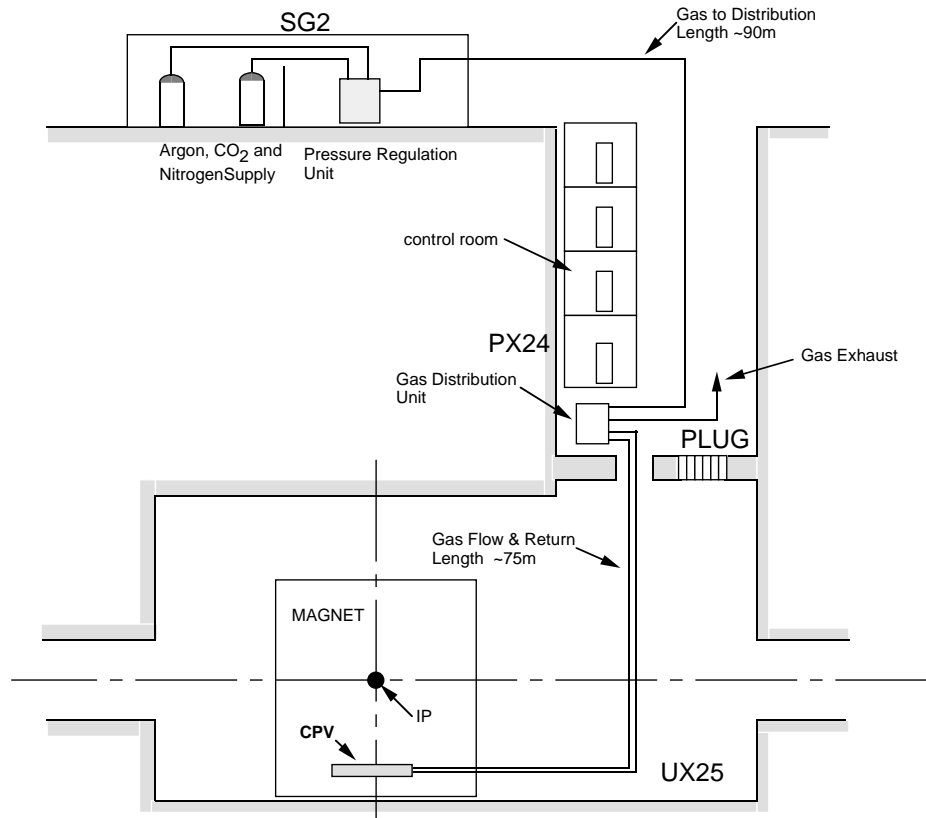 SG2
Gas to Distribution
Length ~90m
Argon, CO2 and
NitrogenSupply
Pressure Regulation
Unit
control room
PX24
Gas Exhaust
Gas Distribution
Unit
PLUG
Gas Flow & Return
Length ~75m
MAGNET
IP
CPV
UX25